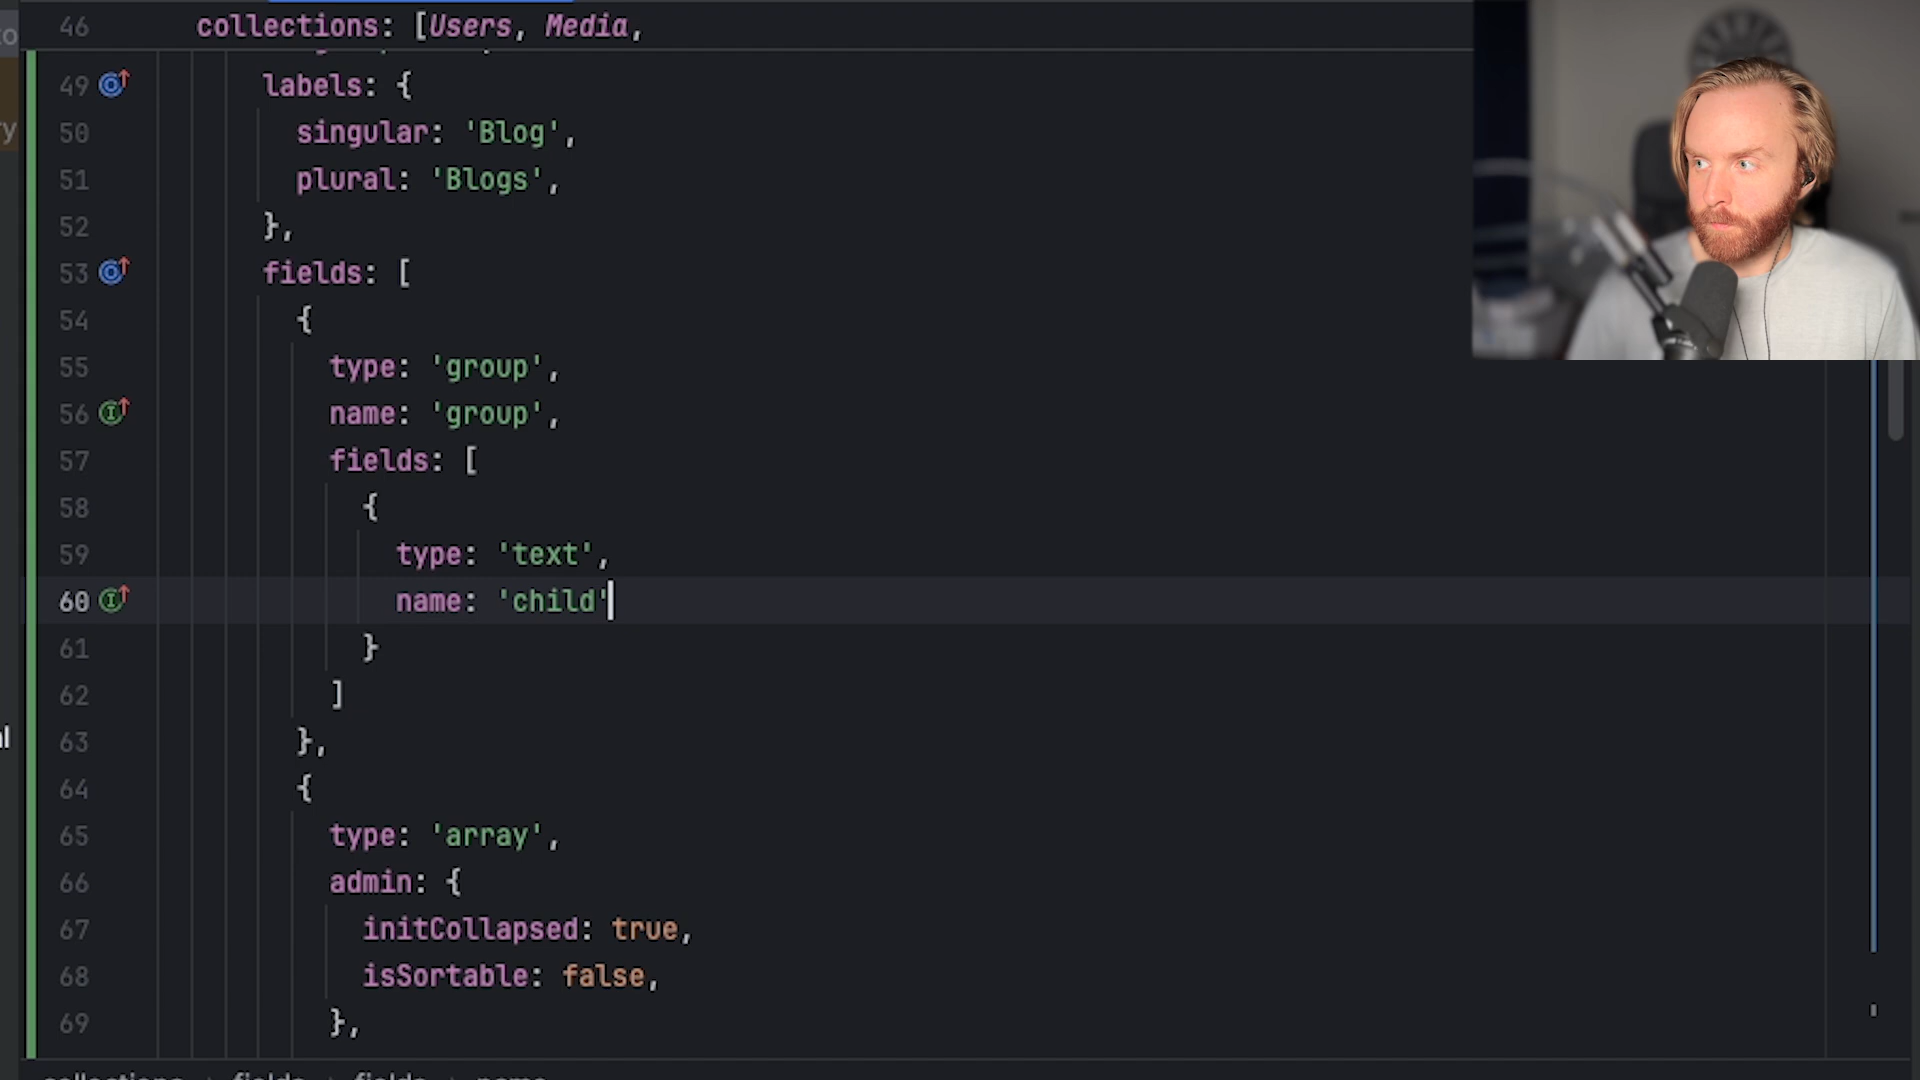 46 collections: [Users, Media,
49 labels: {
50 singular: 'Blog',
51 plural: 'Blogs',
52 },
53 fields: [
54 {
55 type: 'group',
56 name: 'group',
57 fields: [
58 {
59 type: 'text',
60 name: 'child'
61 }
62 ]
63 },
64 {
65 type: 'array',
66 admin: {
67 initCollapsed: true,
68 isSortable: false,
69 },